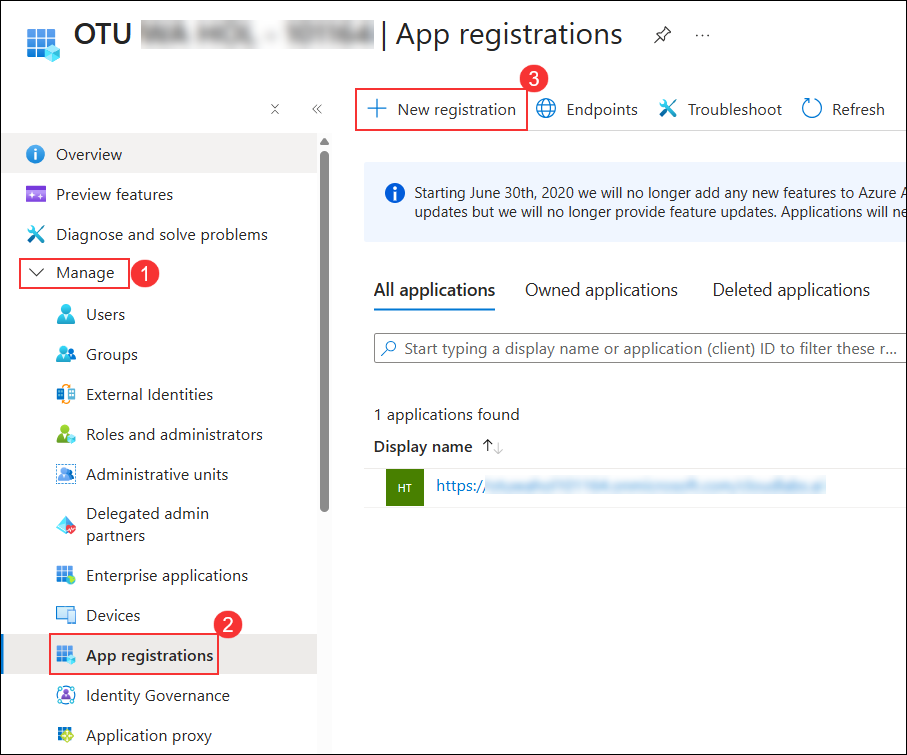 OTU | App registrations ...
3
+ New registration Endpoints Troubleshoot Refresh
Overview
Preview features
Diagnose and solve problems
Manage 1
Users
Groups
External Identities
Roles and administrators
Administrative units
Delegated admin
partners
Enterprise applications
Devices
2
App registrations
Identity Governance
Application proxy
Starting June 30th, 2020 we will no longer add any new features to Azure A
updates but we will no longer provide feature updates. Applications will ne
All applications Owned applications Deleted applications
Start typing a display name or application (client) ID to filter these r...
1 applications found
Display name ↑↓
HT https://